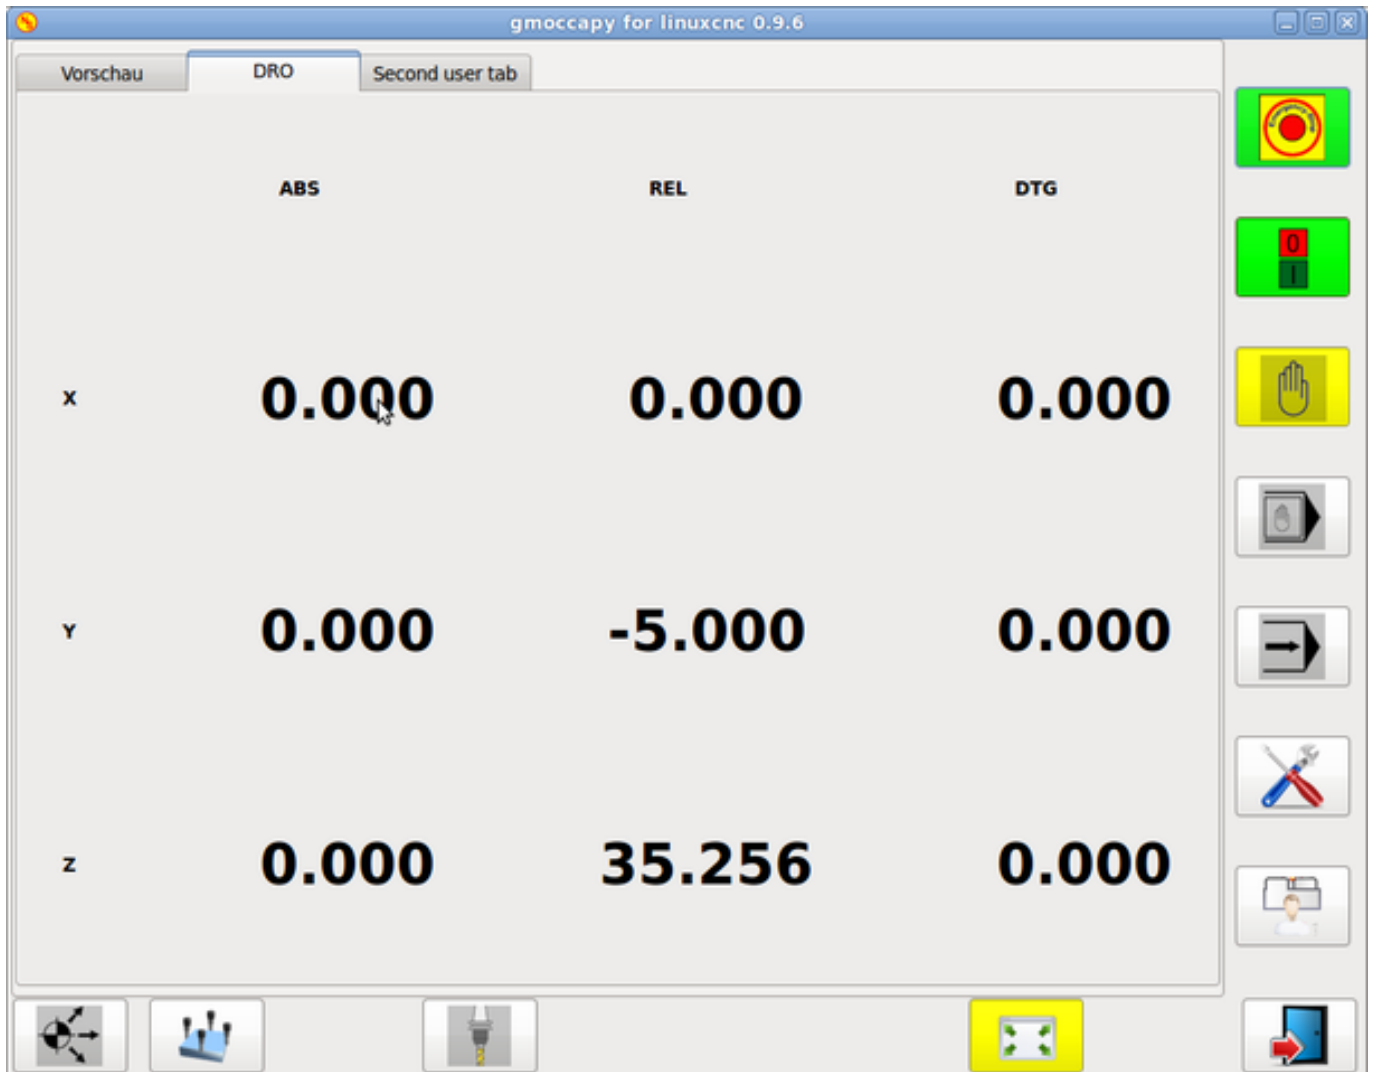 gmoccapy for linuxcnc 0.9.6
Vorschau DRO Second user tab
ABS REL DTG
0
I
X 0.000 0.000 0.000
Y 0.000 -5.000 0.000
Z 0.000 35.256 0.000